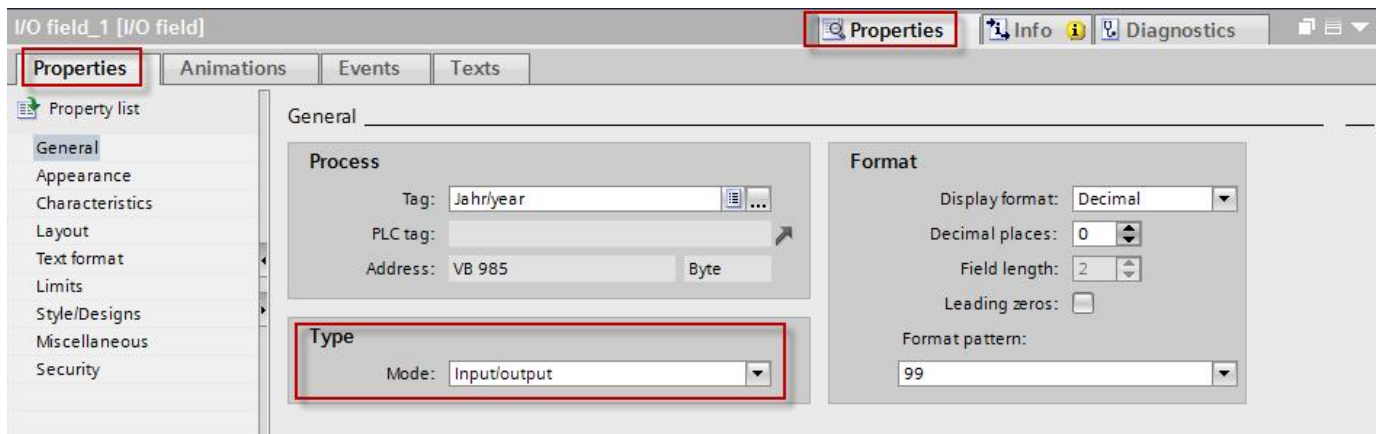 I/O field_1 [I/O field]
Properties
Info
Diagnostics
Properties
Animations
Events
Texts
Property list
General
Appearance
Characteristics
Layout
Text format
Limits
Style/Designs
Miscellaneous
Security
General
Process
Tag: Jahr/year
...
PLC tag:
Address: VB 985 Byte
Type
Mode: Input/output
Format
Display format: Decimal
Decimal places: 0
Field length: 2
Leading zeros:
Format pattern:
99